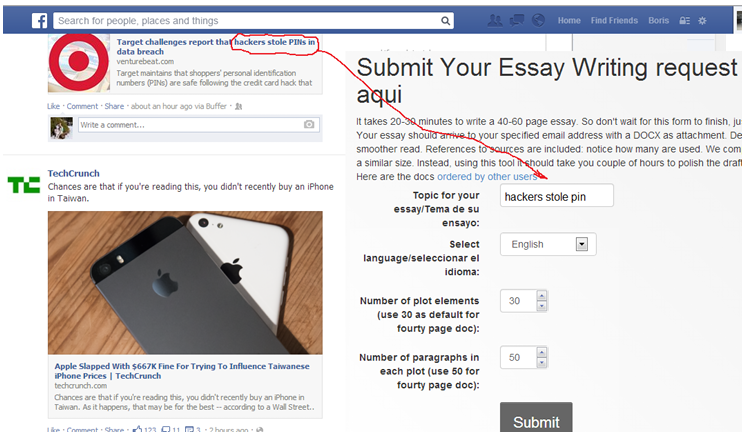 Search for people, places and things
Home Find Friends Boris
Target challenges report that hackers stole PINs in
data breach
venturebeat.com
Target maintains that shoppers' personal identification
numbers (PINs) are safe following the credit card hack that
Like · Comment · Share · about an hour ago via Buffer ·
Write a comment...
TechCrunch
Chances are that if you're reading this, you didn't recently buy an iPhone
in Taiwan.
Apple Slapped With $667K Fine For Trying To Influence Taiwanese
iPhone Prices | TechCrunch
techcrunch.com
Chances are that if you're reading this, you didn't recently buy an iPhone in
Taiwan. As it happens, that may be for the best -- according to a Wall Street..
Like · Comment · Share · 123 11 3 · 2 hours ago ·
Submit Your Essay Writing request
aqui
It takes 20-30 minutes to write a 40-60 page essay. So don't wait for this form to finish, ju
Your essay should arrive to your specified email address with a DOCX as attachment. De
smoother read. References to sources are included: notice how many are used. We com
a similar size. Instead, using this tool it should take you couple of hours to polish the draft
Here are the docs ordered by other users
Topic for your
essay/Tema de su
ensayo:
hackers stole pin
Select
language/seleccionar el
idioma:
English
Number of plot elements
(use 30 as default for
fourty page doc):
30
Number of paragraphs in
each plot (use 50 for
fourty page doc):
50
Submit